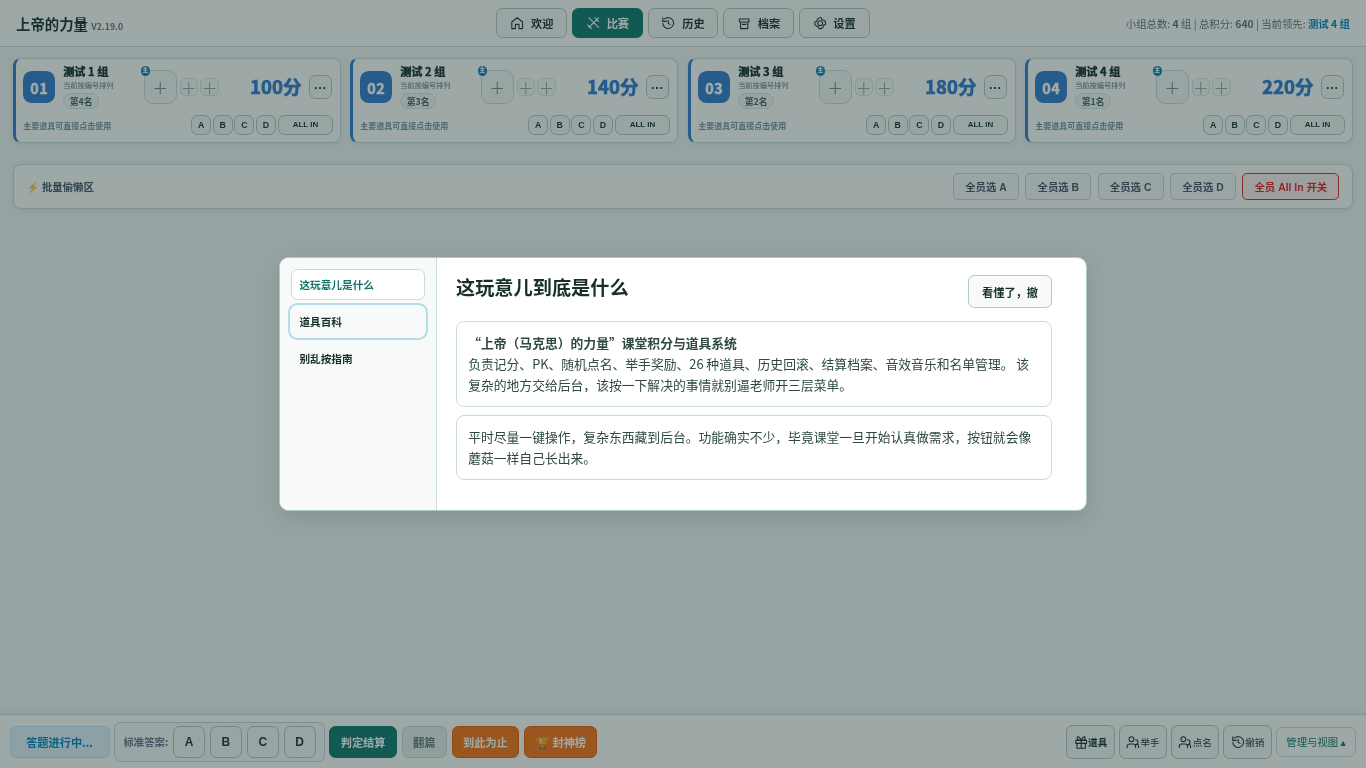 上帝的力量 V2.19.0
欢迎
比赛
历史
档案
设置
小组总数: 4 组 | 总积分: 640 | 当前领先: 测试 4 组
01
测试 1 组
当前按编号排列
第4名
主
100分
...
主要道具可直接点击使用
A B C D ALL IN
02
测试 2 组
当前按编号排列
第3名
主
140分
...
主要道具可直接点击使用
A B C D ALL IN
03
测试 3 组
当前按编号排列
第2名
主
180分
...
主要道具可直接点击使用
A B C D ALL IN
04
测试 4 组
当前按编号排列
第1名
主
220分
...
主要道具可直接点击使用
A B C D ALL IN
⚡ 批量偷懒区
全员选 A
全员选 B
全员选 C
全员选 D
全员 All In 开关
这玩意儿是什么
道具百科
别乱按指南
这玩意儿到底是什么
看懂了，撤
“上帝（马克思）的力量”课堂积分与道具系统
负责记分、PK、随机点名、举手奖励、26 种道具、历史回滚、结算档案、音效音乐和名单管理。 该
复杂的地方交给后台，该按一下解决的事情就别逼老师开三层菜单。
平时尽量一键操作，复杂东西藏到后台。功能确实不少，毕竟课堂一旦开始认真做需求，按钮就会像
蘑菇一样自己长出来。
答题进行中...
标准答案:
A B C D
判定结算
翻篇
到此为止
🏆 封神榜
道具
举手
点名
撤销
管理与视图 ▴